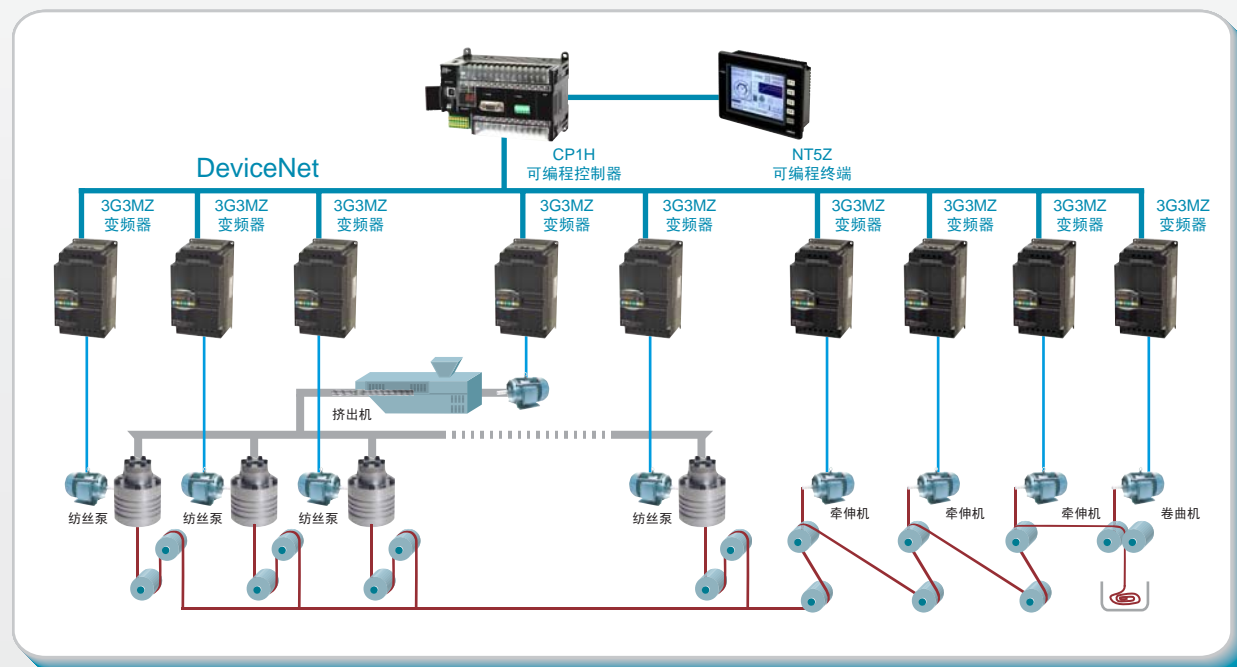 CP1H
可编程控制器
NT5Z
可编程终端
DeviceNet
3G3MZ
变频器
3G3MZ
变频器
3G3MZ
变频器
3G3MZ
变频器
3G3MZ
变频器
3G3MZ
变频器
3G3MZ
变频器
3G3MZ
变频器
3G3MZ
变频器
挤出机
纺丝泵
纺丝泵
纺丝泵
纺丝泵
牵伸机
牵伸机
牵伸机
卷曲机